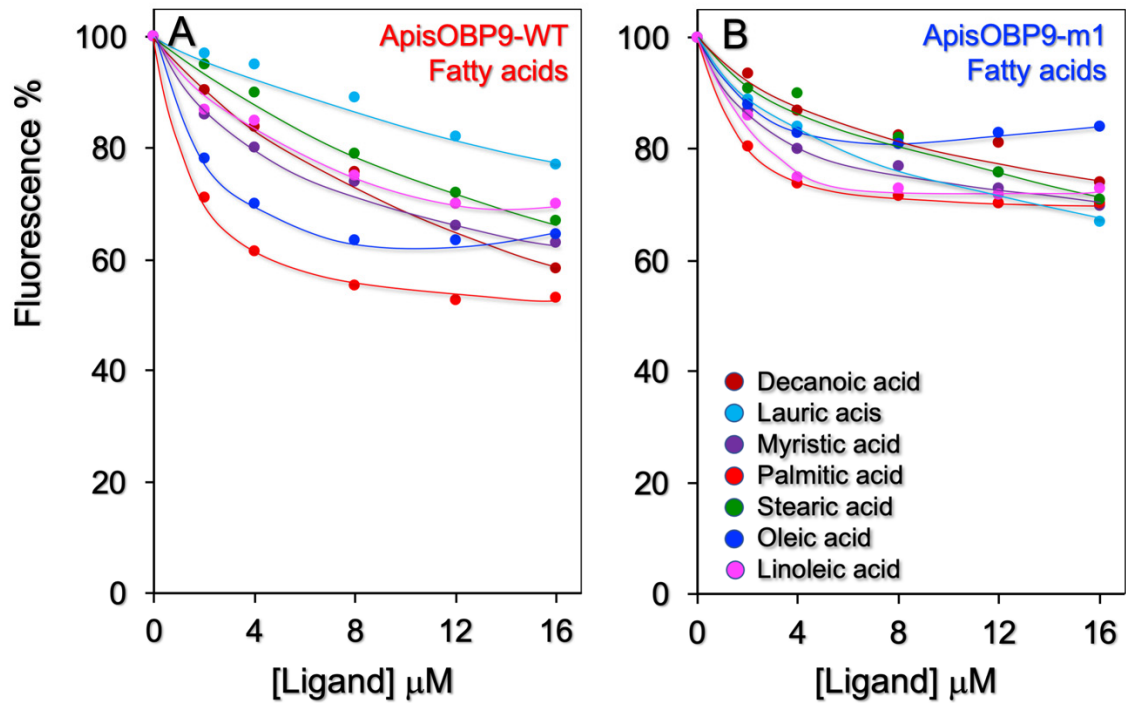 A
ApisOBP9-WT
Fatty acids
B
ApisOBP9-m1
Fatty acids
Fluorescence %
100
80
60
40
20
0
0 4 8 12 16
[Ligand] μM
100
80
60
40
20
0
Decanoic acid
Lauric acis
Myristic acid
Palmitic acid
Stearic acid
Oleic acid
Linoleic acid
0 4 8 12 16
[Ligand] μM